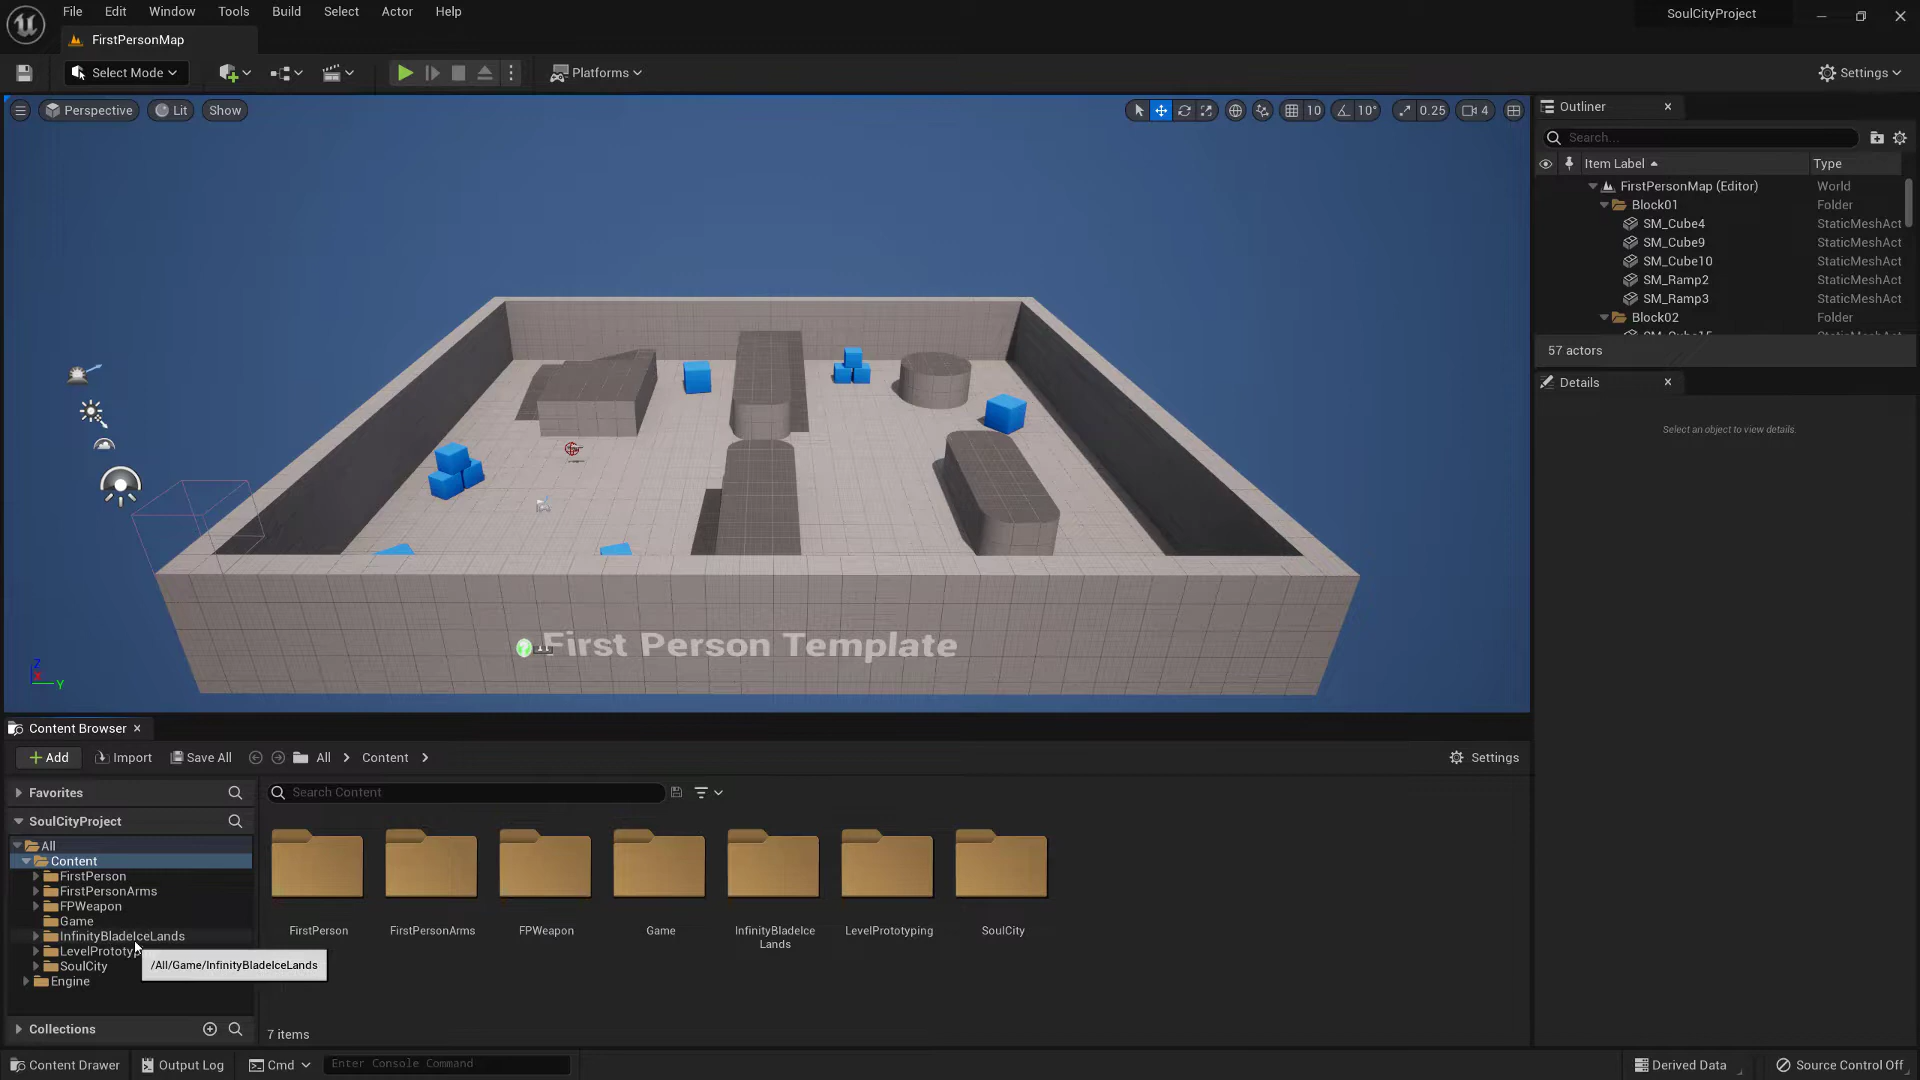 File Edit Window Tools Build Select Actor Help
SoulCityProject
FirstPersonMap
Select Mode
Platforms
Settings
Perspective
Lit
Show
10
10°
0.25
4
Outliner
Search...
Item Label
Type
FirstPersonMap (Editor) World
Block01 Folder
SM_Cube4 StaticMeshAct
SM_Cube9 StaticMeshAct
SM_Cube10 StaticMeshAct
SM_Ramp2 StaticMeshAct
SM_Ramp3 StaticMeshAct
Block02 Folder
57 actors
Details
Select an object to view details.
First Person Template
Z
X
Y
Content Browser
Add
Import
Save All
All
Content
Settings
Favorites
Search Content
SoulCityProject
All
Content
FirstPerson
FirstPersonArms
FPWeapon
Game
InfinityBladeIceLands
SoulCity
Engine
/All/Game/InfinityBladeIceLands
FirstPerson
FirstPersonArms
FPWeapon
Game
InfinityBladeIce
Lands
LevelPrototyping
SoulCity
Collections
7 items
Content Drawer
Output Log
Cmd
Enter Console Command
Derived Data
Source Control Off